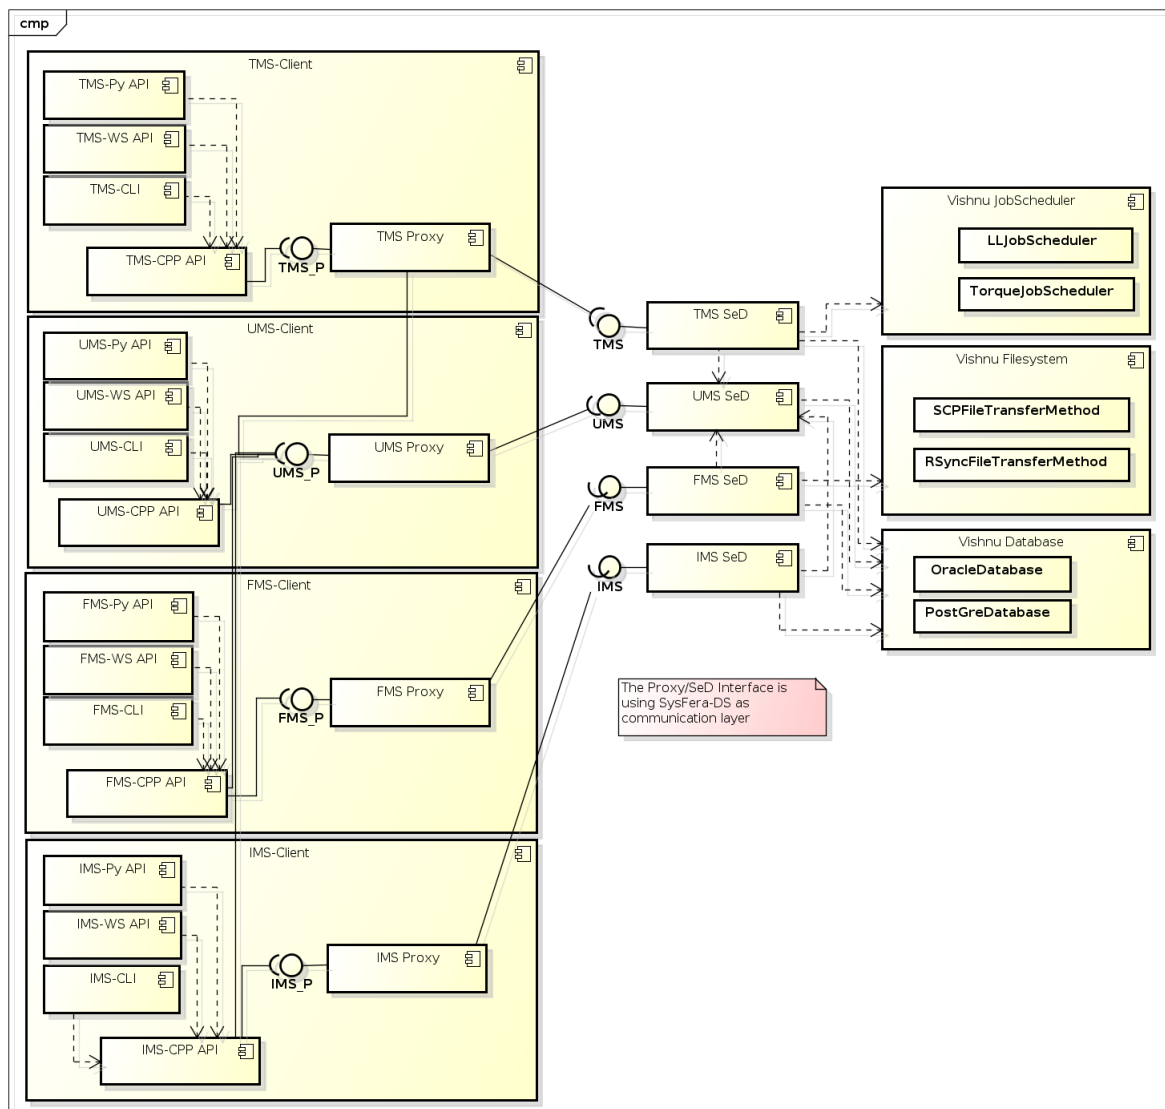 cmp
TMS-Client
TMS-Py API
TMS-WS API
TMS-CLI
TMS-CPP API
TMS_P
TMS Proxy
UMS-Client
UMS-Py API
UMS-WS API
UMS-CLI
UMS-CPP API
UMS_P
UMS Proxy
FMS-Client
FMS-Py API
FMS-WS API
FMS-CLI
FMS-CPP API
FMS_P
FMS Proxy
IMS-Client
IMS-Py API
IMS-WS API
IMS-CLI
IMS-CPP API
IMS_P
IMS Proxy
TMS
TMS SeD
UMS
UMS SeD
FMS
FMS SeD
IMS
IMS SeD
The Proxy/SeD Interface is
using SysFera-DS as
communication layer
Vishnu JobScheduler
LLJobScheduler
TorqueJobScheduler
Vishnu Filesystem
SCPFileTransferMethod
RSyncFileTransferMethod
Vishnu Database
OracleDatabase
PostGreDatabase